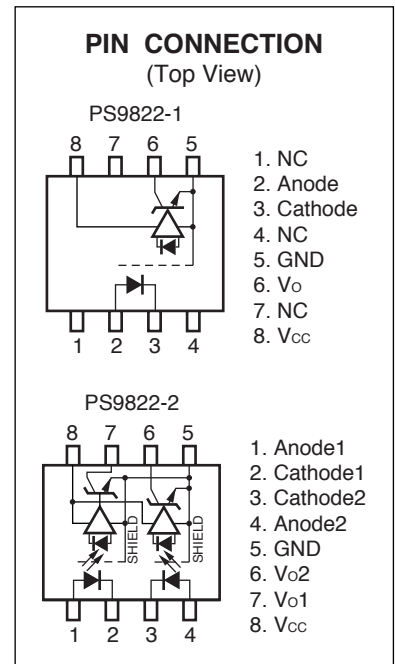 PIN CONNECTION
(Top View)
PS9822-1
8 7 6 5
1. NC
2. Anode
3. Cathode
4. NC
5. GND
6. VO
7. NC
8. VCC
1 2 3 4
PS9822-2
8 7 6 5
SHIELD SHIELD
1. Anode1
2. Cathode1
3. Cathode2
4. Anode2
5. GND
6. VO2
7. VO1
8. VCC
1 2 3 4